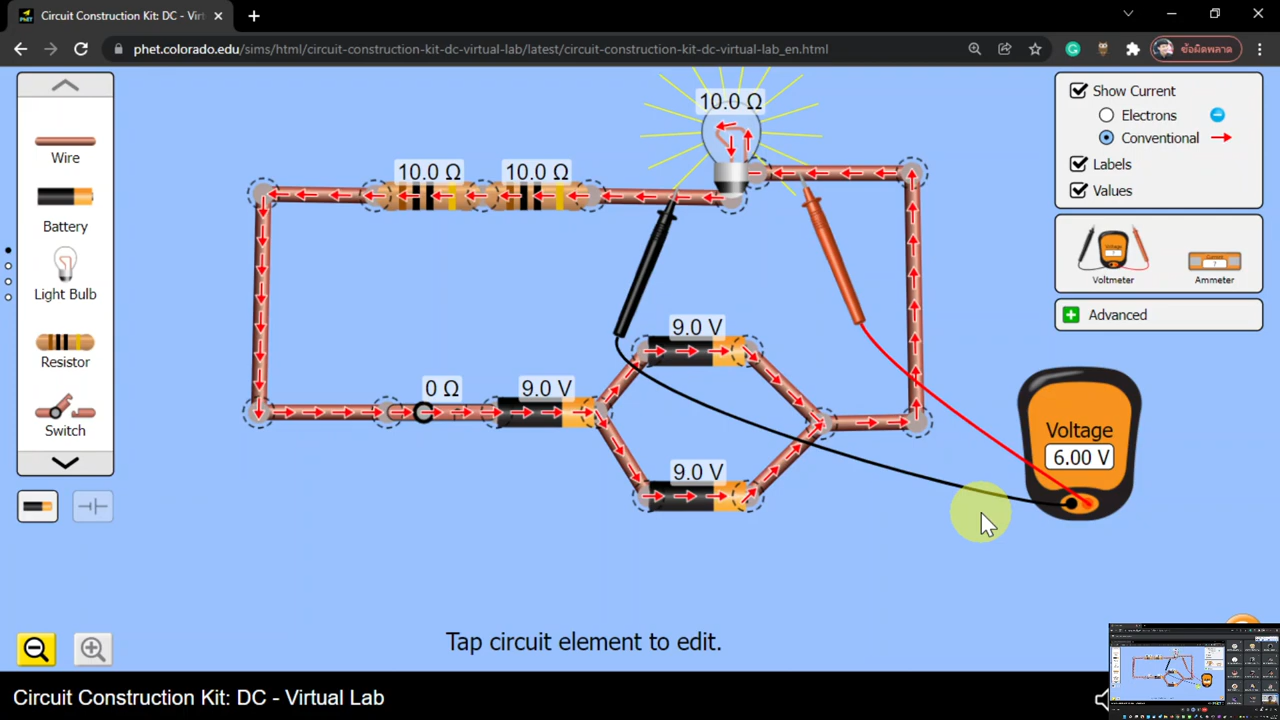 Circuit Construction Kit: DC - Virt
phet.colorado.edu/sims/html/circuit-construction-kit-dc-virtual-lab/latest/circuit-construction-kit-dc-virtual-lab_en.html
ข้อผิดพลาด
Wire
Battery
Light Bulb
Resistor
Switch
10.0 Ω
10.0 Ω
10.0 Ω
9.0 V
0 Ω
9.0 V
9.0 V
Show Current
Electrons
Conventional
Labels
Values
Voltmeter
Current
?
Ammeter
Advanced
Voltage
6.00 V
Tap circuit element to edit.
Circuit Construction Kit: DC - Virtual Lab